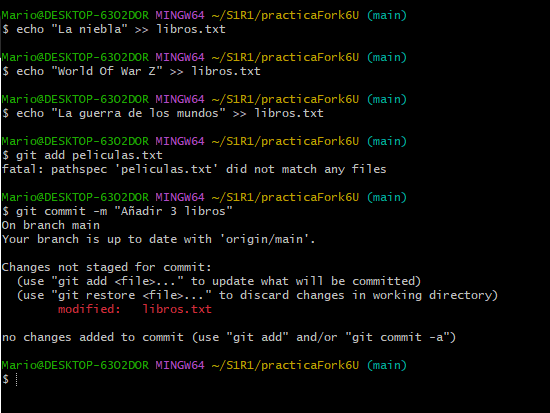 Mario@DESKTOP-63O2DOR MINGW64 ~/S1R1/practicaFork6U (main)
$ echo "La niebla" >> libros.txt
Mario@DESKTOP-63O2DOR MINGW64 ~/S1R1/practicaFork6U (main)
$ echo "World Of War Z" >> libros.txt
Mario@DESKTOP-63O2DOR MINGW64 ~/S1R1/practicaFork6U (main)
$ echo "La guerra de los mundos" >> libros.txt
Mario@DESKTOP-63O2DOR MINGW64 ~/S1R1/practicaFork6U (main)
$ git add peliculas.txt
fatal: pathspec 'peliculas.txt' did not match any files
Mario@DESKTOP-63O2DOR MINGW64 ~/S1R1/practicaFork6U (main)
$ git commit -m "Añadir 3 libros"
On branch main
Your branch is up to date with 'origin/main'.
Changes not staged for commit:
(use "git add <file>..." to update what will be committed)
(use "git restore <file>..." to discard changes in working directory)
modified: libros.txt
no changes added to commit (use "git add" and/or "git commit -a")
Mario@DESKTOP-63O2DOR MINGW64 ~/S1R1/practicaFork6U (main)
$